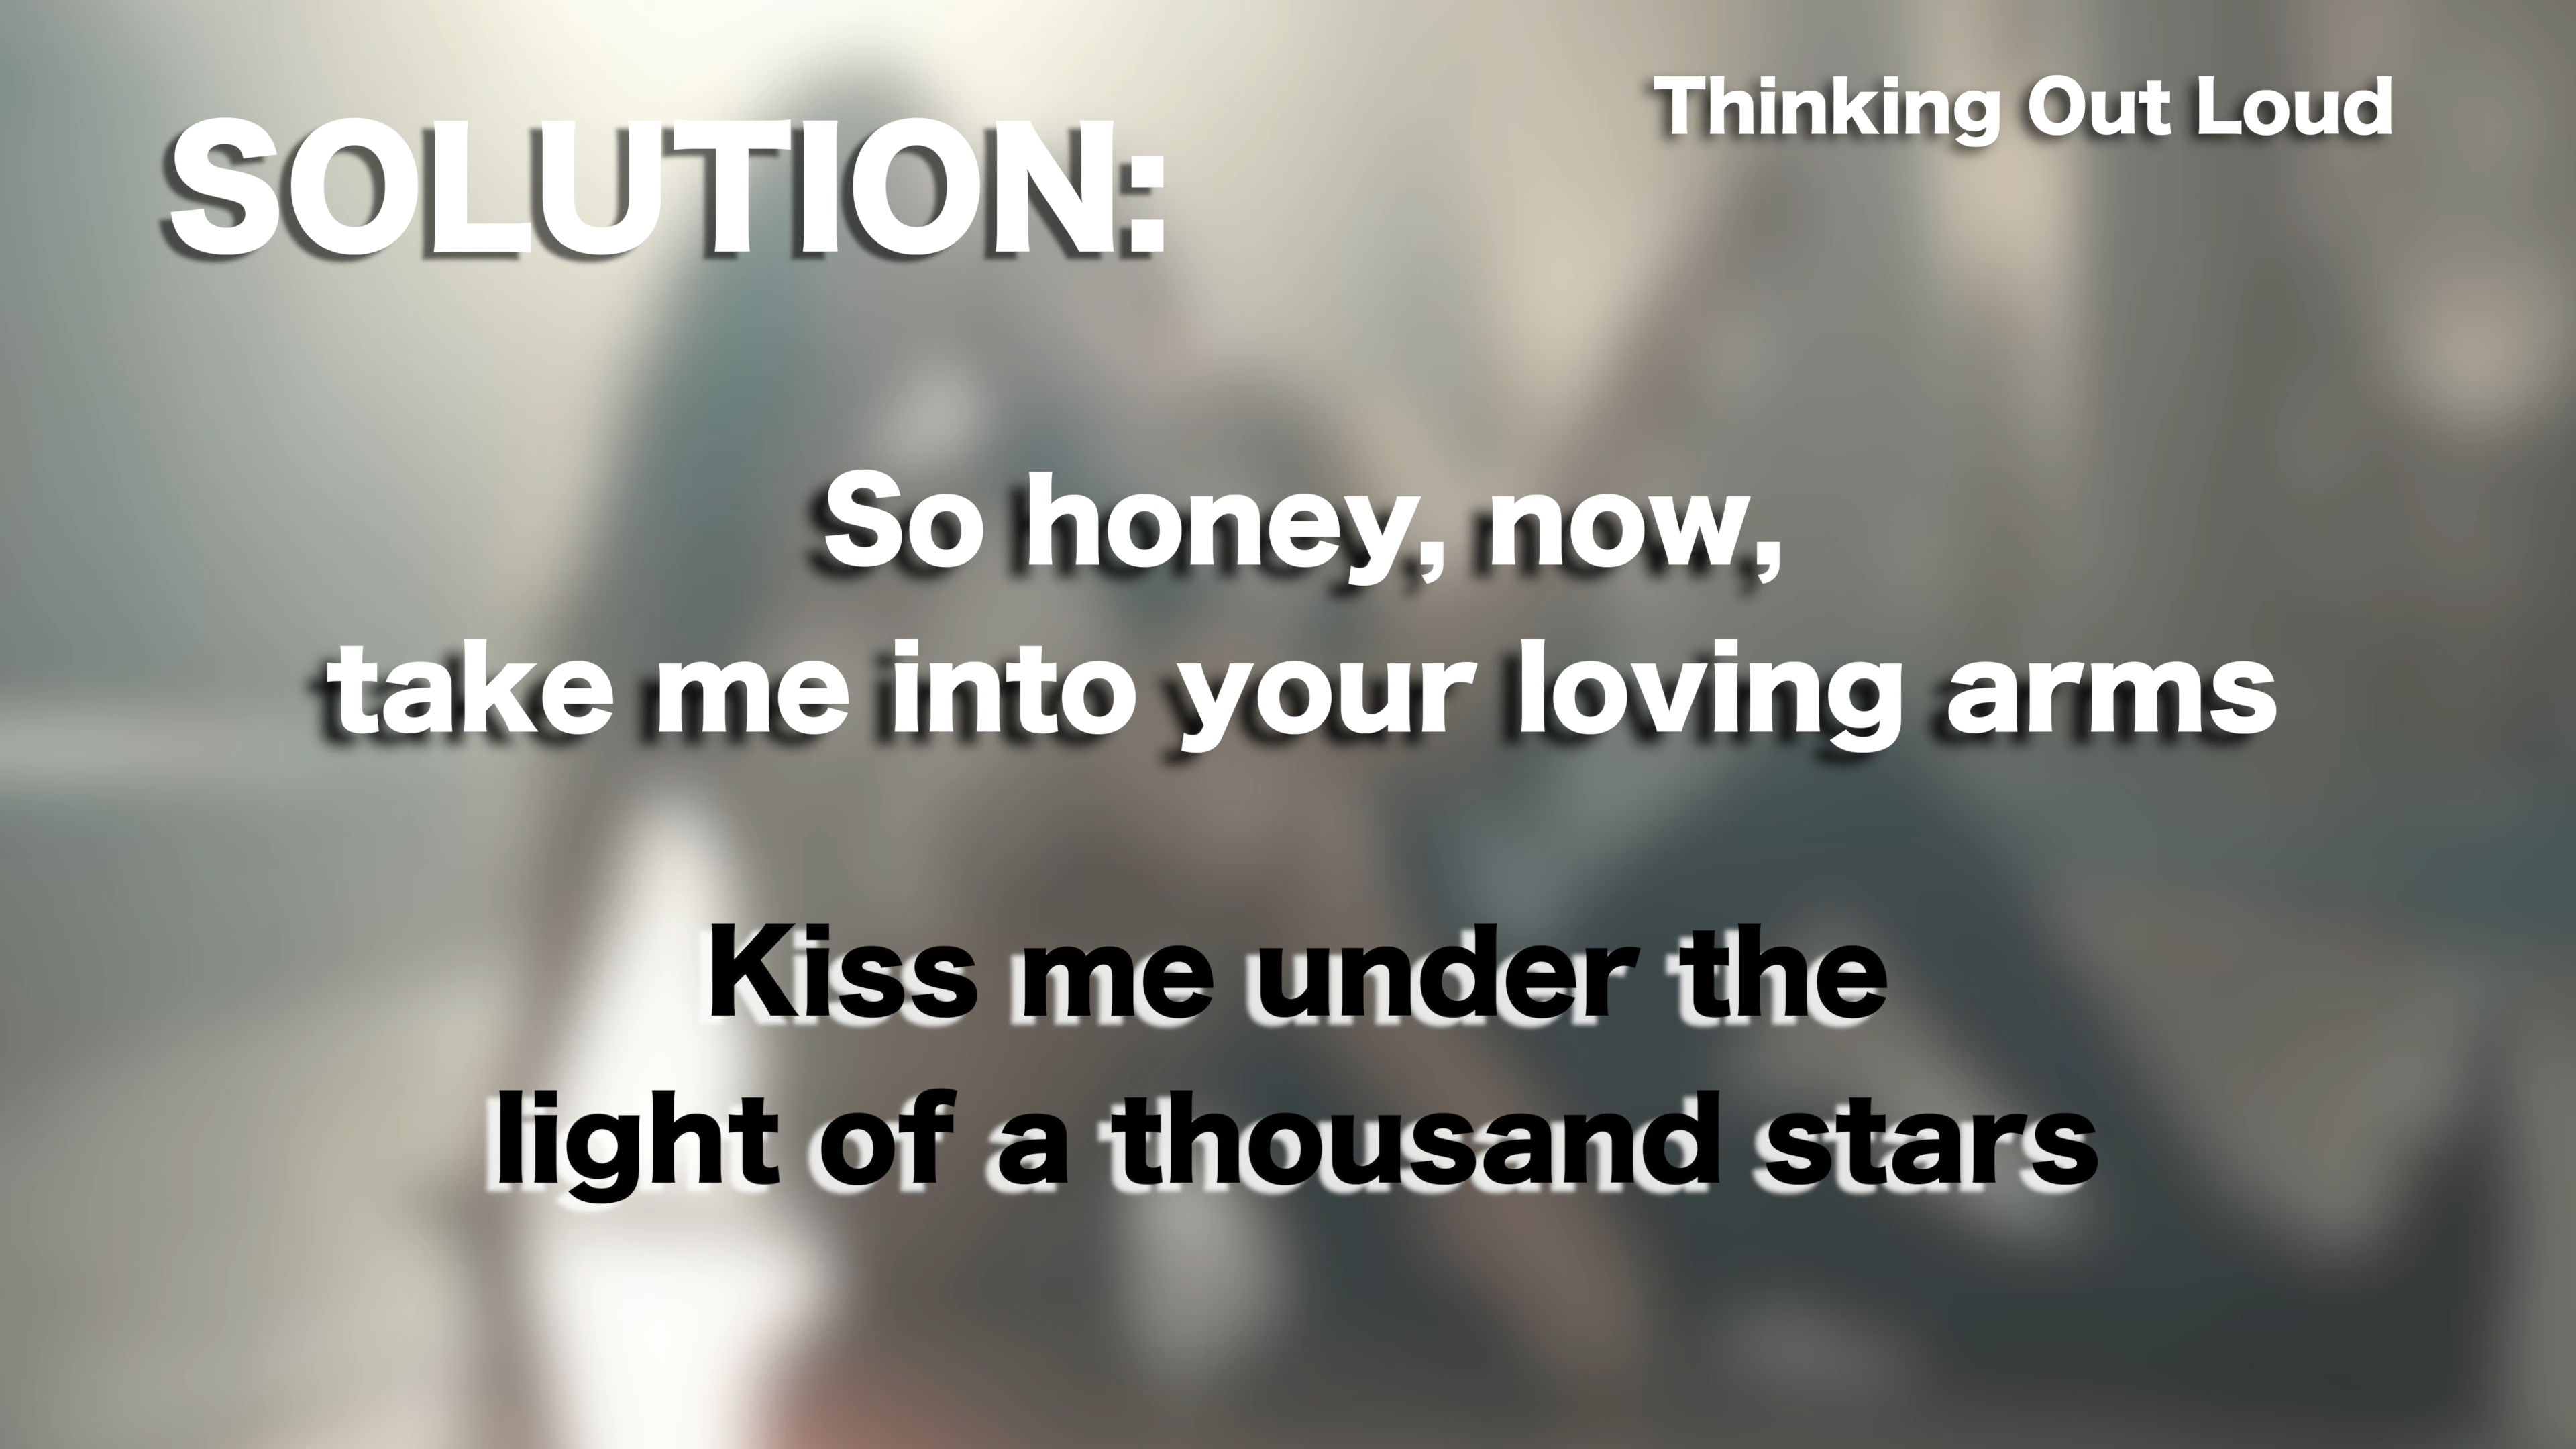 Thinking Out Loud
SOLUTION:
So honey, now,
take me into your loving arms
Kiss me under the
light of a thousand stars